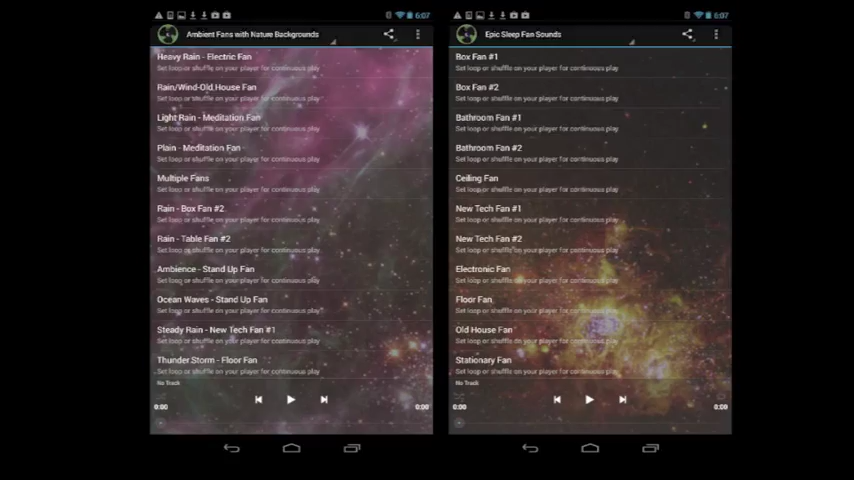 6:07
Ambient Fans with Nature Backgrounds
Heavy Rain - Electric Fan
Set loop or shuffle on your player for continuous play
Rain/Wind-Old House Fan
Set loop or shuffle on your player for continuous play
Light Rain - Meditation Fan
Set loop or shuffle on your player for continuous play
Plain - Meditation Fan
Set loop or shuffle on your player for continuous play
Multiple Fans
Set loop or shuffle on your player for continuous play
Rain - Box Fan #2
Set loop or shuffle on your player for continuous play
Rain - Table Fan #2
Set loop or shuffle on your player for continuous play
Ambience - Stand Up Fan
Set loop or shuffle on your player for continuous play
Ocean Waves - Stand Up Fan
Set loop or shuffle on your player for continuous play
Steady Rain - New Tech Fan #1
Set loop or shuffle on your player for continuous play
Thunder Storm - Floor Fan
Set loop or shuffle on your player for continuous play
No Track
0:00
0:00
6:07
Epic Sleep Fan Sounds
Box Fan #1
Set loop or shuffle on your player for continuous play
Box Fan #2
Set loop or shuffle on your player for continuous play
Bathroom Fan #1
Set loop or shuffle on your player for continuous play
Bathroom Fan #2
Set loop or shuffle on your player for continuous play
Ceiling Fan
Set loop or shuffle on your player for continuous play
New Tech Fan #1
Set loop or shuffle on your player for continuous play
New Tech Fan #2
Set loop or shuffle on your player for continuous play
Electronic Fan
Set loop or shuffle on your player for continuous play
Floor Fan
Set loop or shuffle on your player for continuous play
Old House Fan
Set loop or shuffle on your player for continuous play
Stationary Fan
Set loop or shuffle on your player for continuous play
No Track
0:00
0:00